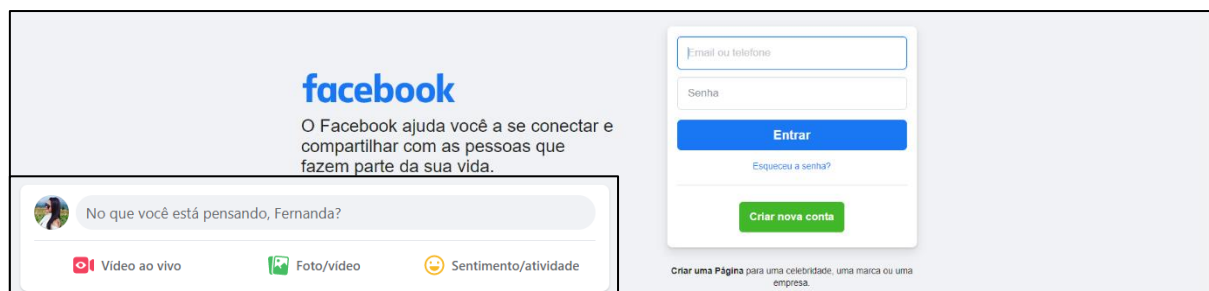 facebook
O Facebook ajuda você a se conectar e
compartilhar com as pessoas que
fazem parte da sua vida.
Email ou telefone
Senha
Entrar
Esqueceu a senha?
Criar nova conta
Criar uma Página para uma celebridade, uma marca ou uma
empresa.
No que você está pensando, Fernanda?
Vídeo ao vivo
Foto/vídeo
Sentimento/atividade